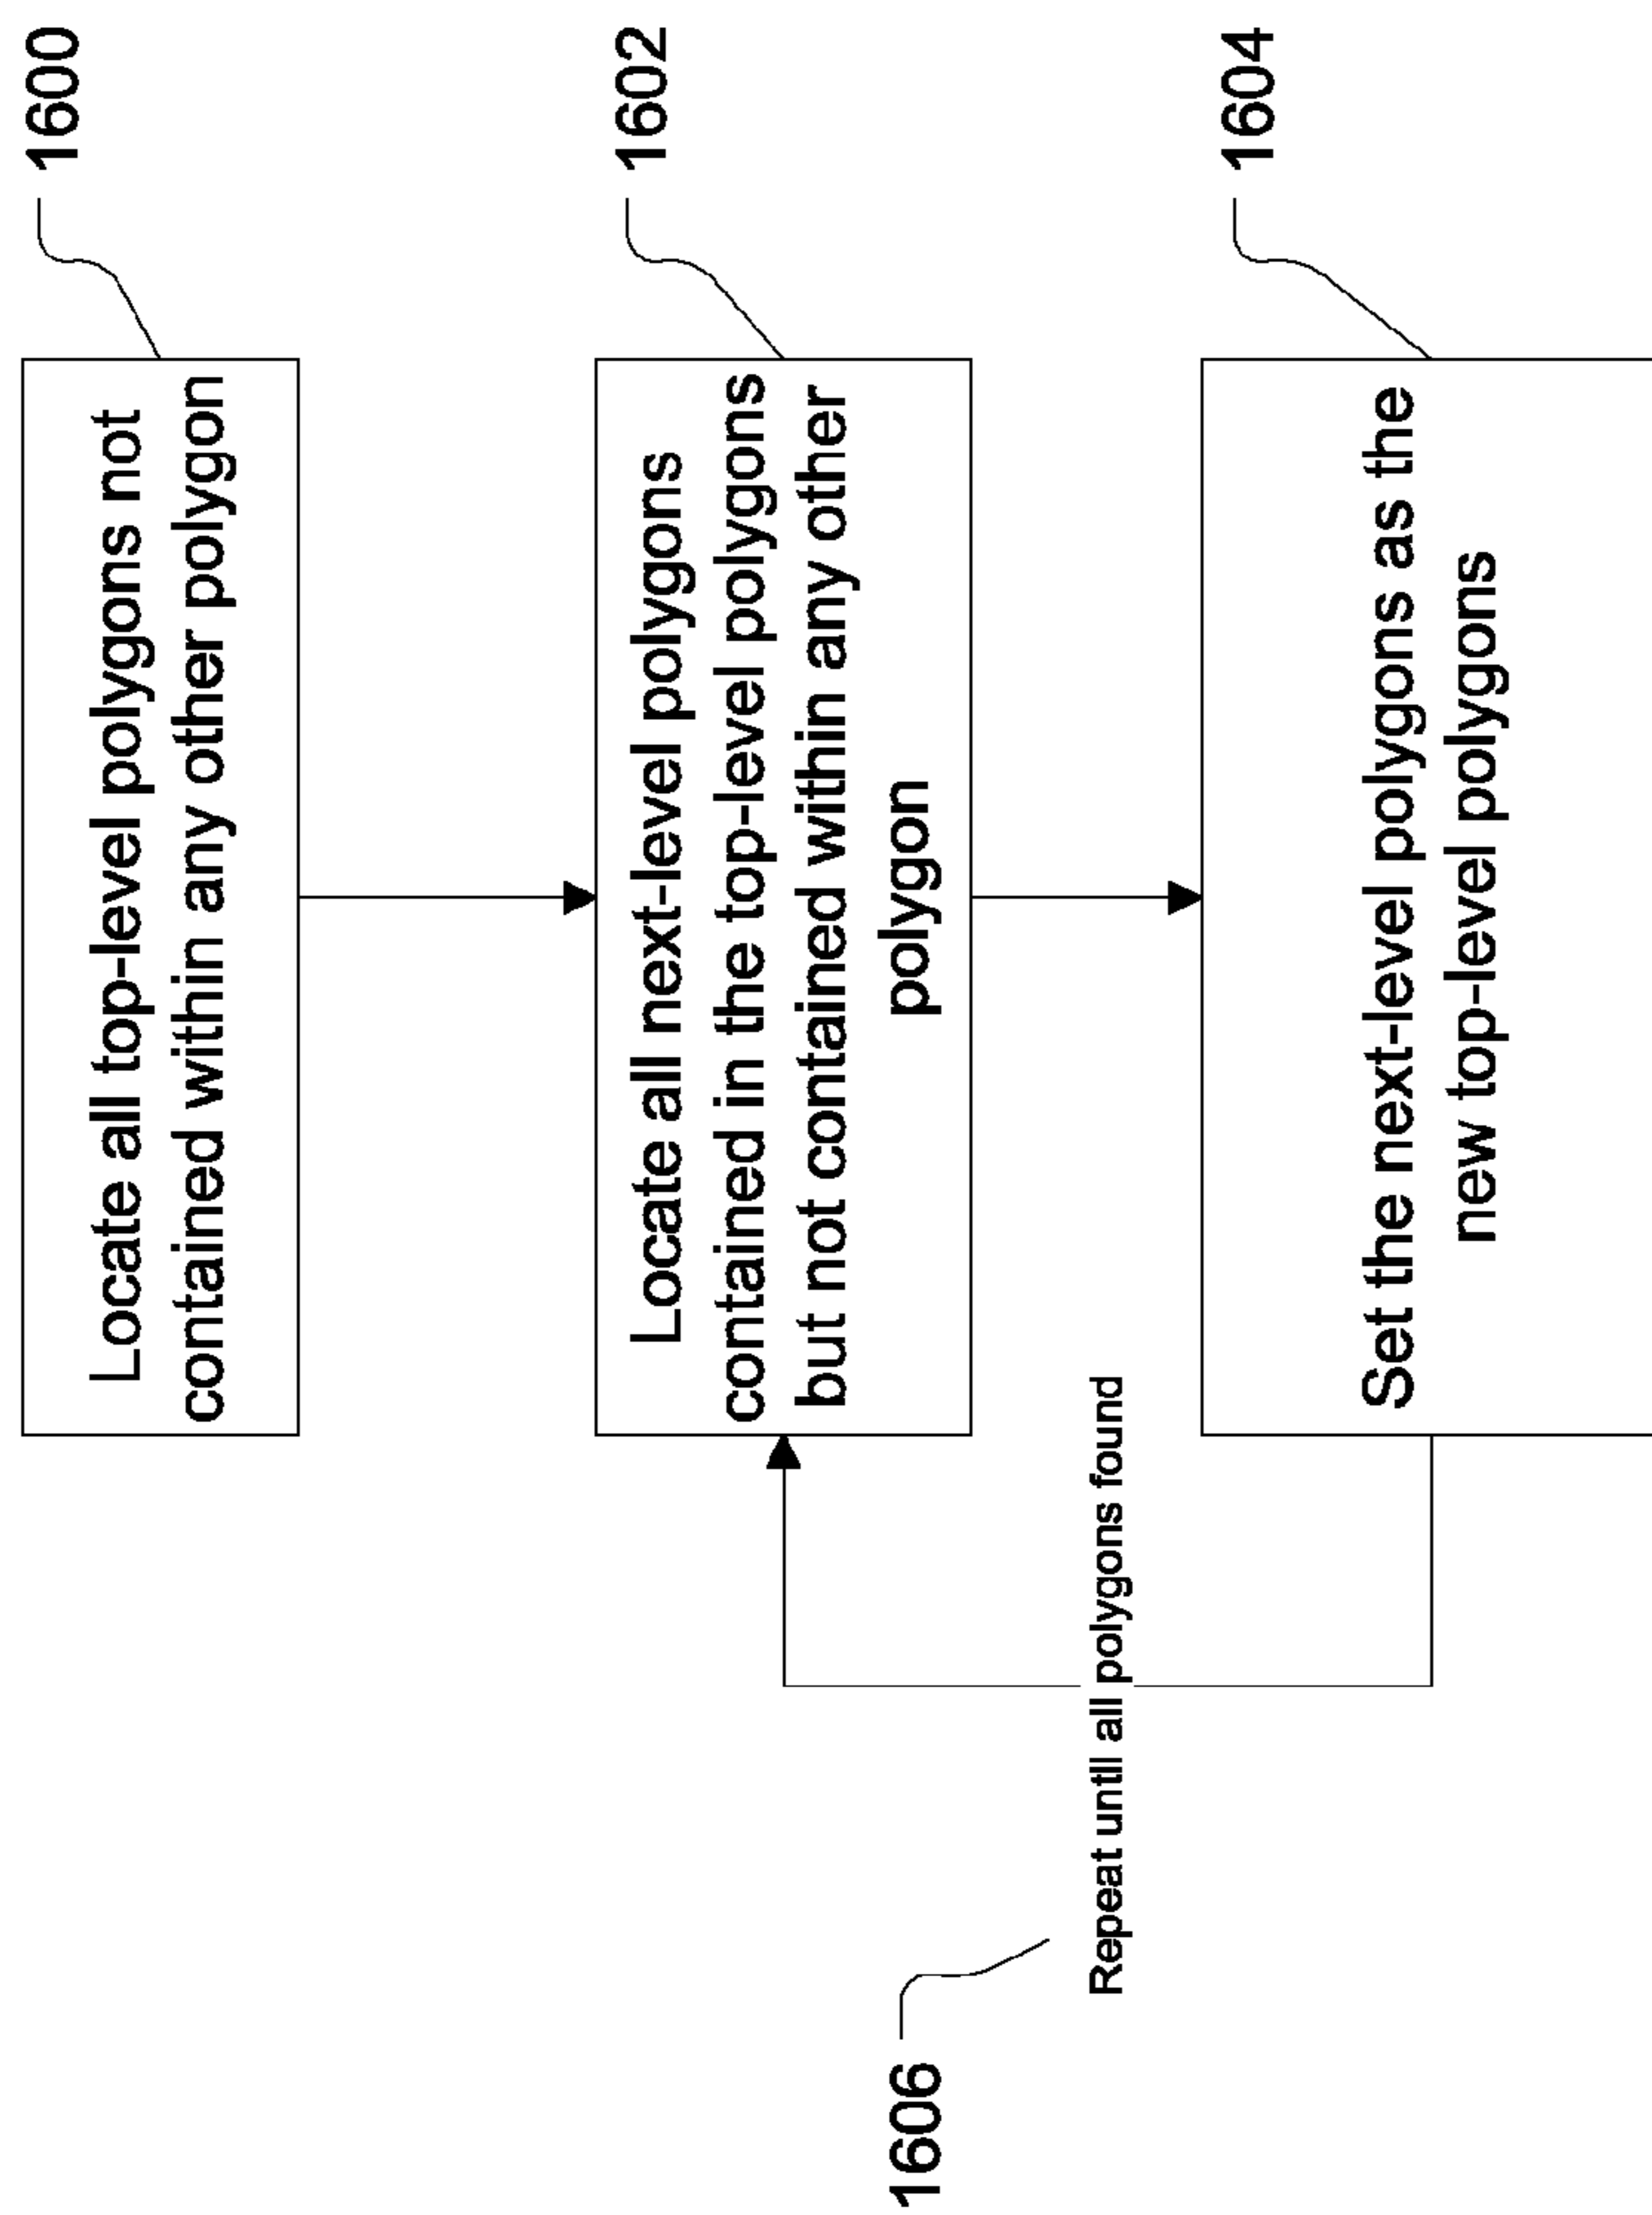 Locate all top-level polygons not
contained within any other polygon
1600
Locate all next-level polygons
contained in the top-level polygons
but not contained within any other
polygon
1602
Set the next-level polygons as the
new top-level polygons
1604
Repeat until all polygons found
1606